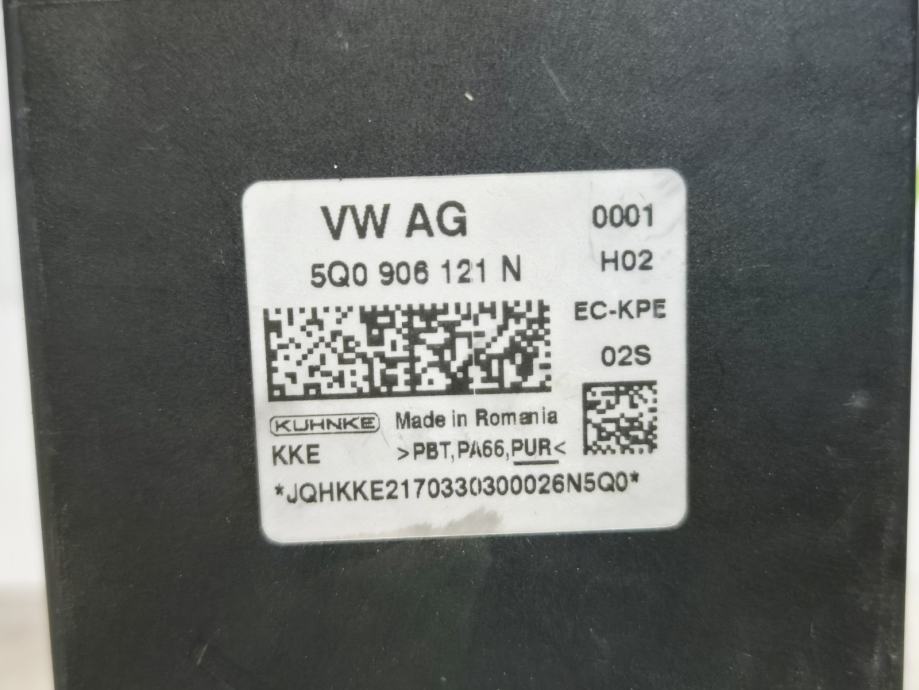 VW AG
0001
5Q0 906 121 N
H02
EC-KPE
02S
KUHNKE Made in Romania
KKE >PBT,PA66,PUR<
*JQHKKE2170330300026N5Q0*